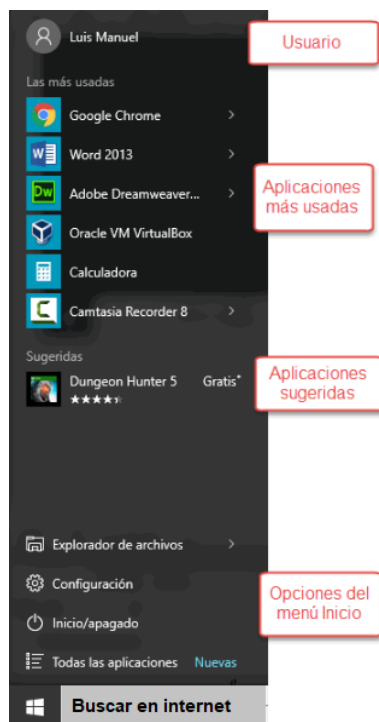 Luis Manuel
Usuario
Las más usadas
Google Chrome
Word 2013
Adobe Dreamweaver...
Oracle VM VirtualBox
Calculadora
Camtasia Recorder 8
Aplicaciones
más usadas
Sugeridas
Dungeon Hunter 5 Gratis*
Aplicaciones
sugeridas
Explorador de archivos
Configuración
Inicio/apagado
Todas las aplicaciones Nuevas
Opciones del
menú Inicio
Buscar en internet